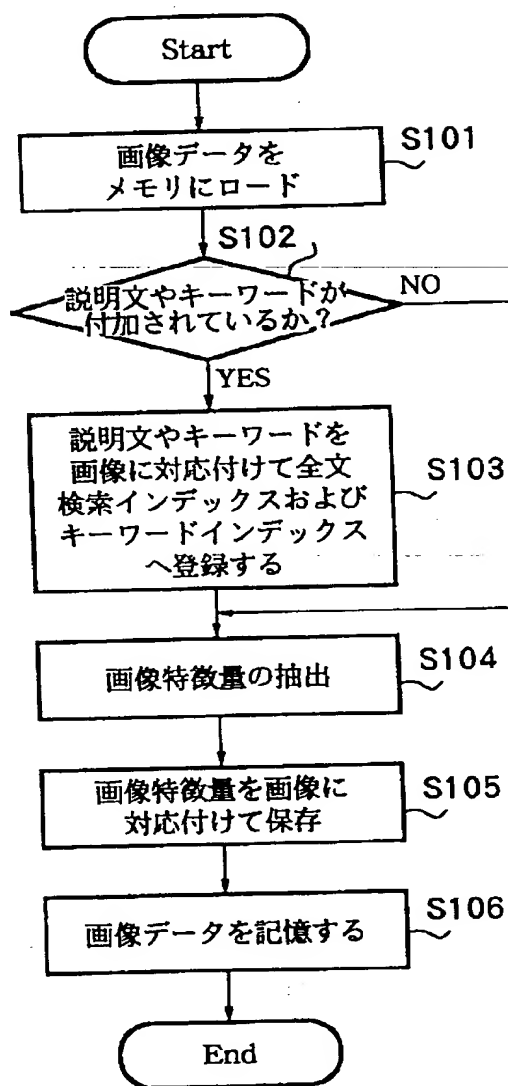 Start
S101
画像データを
メモリにロード
S102
説明文やキーワードが
付加されているか?
NO
YES
説明文やキーワードを
画像に対応付けて全文
検索インデックスおよび
キーワードインデックス
へ登録する
S103
画像特徴量の抽出
S104
画像特徴量を画像に
対応付けて保存
S105
画像データを記憶する
S106
End